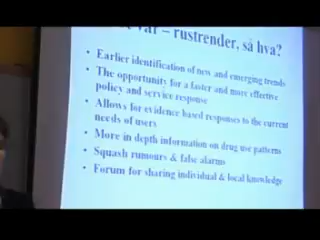 var – rustrender, så hva?
• Earlier identification of new and emerging trends
• The opportunity for a faster and more effective
policy and service response
• Allows for evidence based responses to the current
needs of users
• More in depth information on drug use patterns
• Squash rumours & false alarms
• Forum for sharing individual & local knowledge